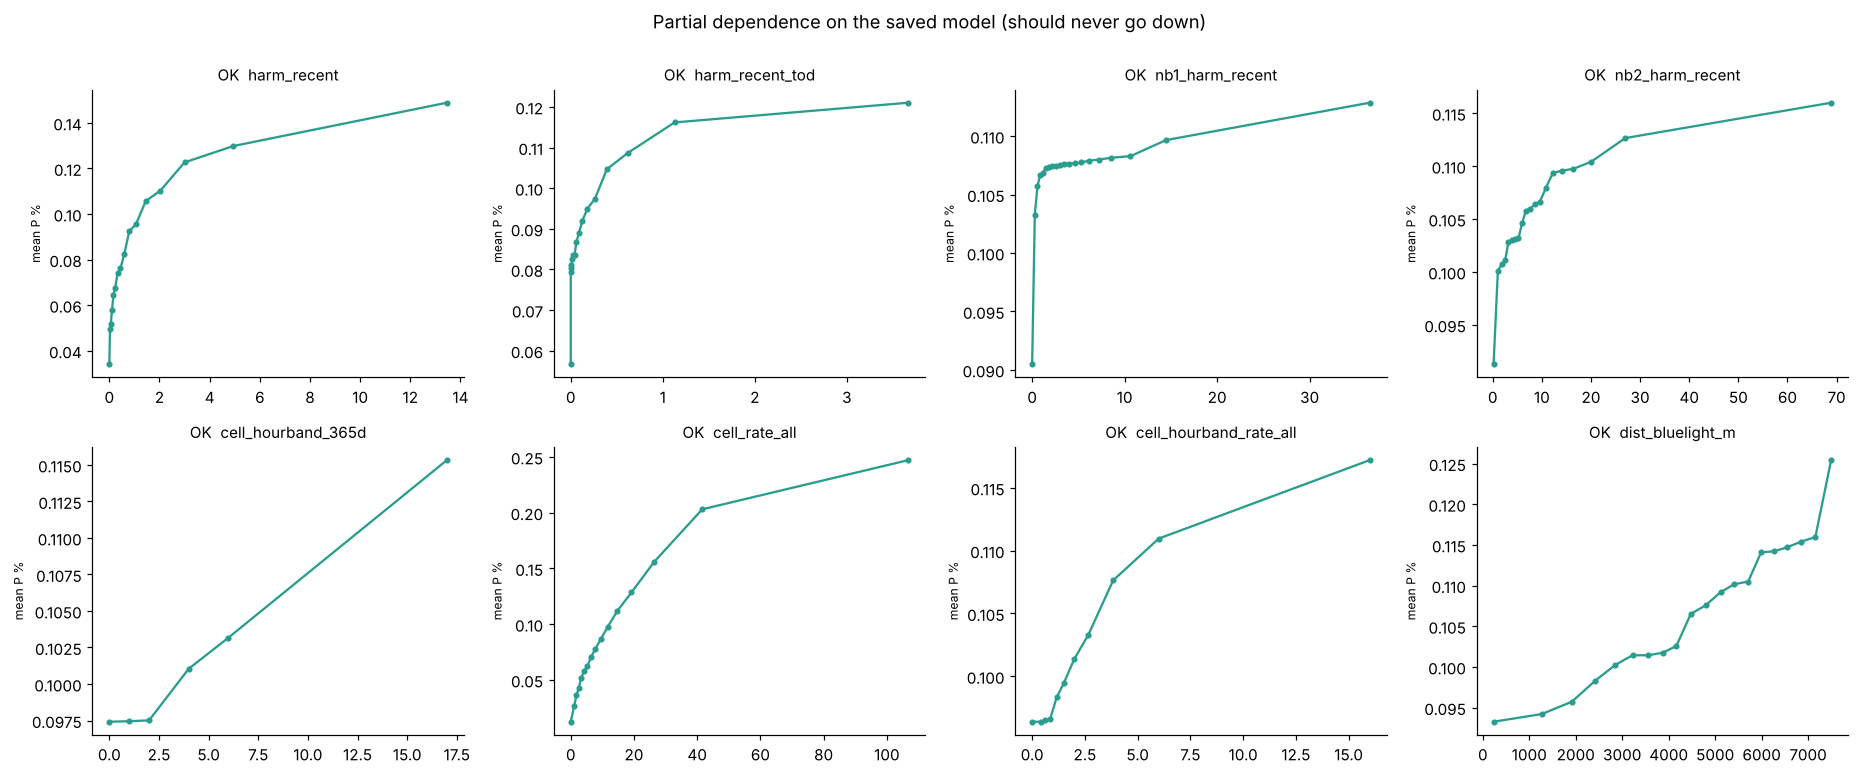 Partial dependence on the saved model (should never go down)
OK harm_recent
mean P %
0.14
0.12
0.10
0.08
0.06
0.04
0 2 4 6 8 10 12 14
OK harm_recent_tod
mean P %
0.12
0.11
0.10
0.09
0.08
0.07
0.06
0 1 2 3
OK nb1_harm_recent
mean P %
0.110
0.105
0.100
0.095
0.090
0 10 20 30
OK nb2_harm_recent
mean P %
0.115
0.110
0.105
0.100
0.095
0 10 20 30 40 50 60 70
OK cell_hourband_365d
mean P %
0.1150
0.1125
0.1100
0.1075
0.1050
0.1025
0.1000
0.0975
0.0 2.5 5.0 7.5 10.0 12.5 15.0 17.5
OK cell_rate_all
mean P %
0.25
0.20
0.15
0.10
0.05
0 20 40 60 80 100
OK cell_hourband_rate_all
mean P %
0.115
0.110
0.105
0.100
0.0 2.5 5.0 7.5 10.0 12.5 15.0
OK dist_bluelight_m
mean P %
0.125
0.120
0.115
0.110
0.105
0.100
0.095
0 1000 2000 3000 4000 5000 6000 7000